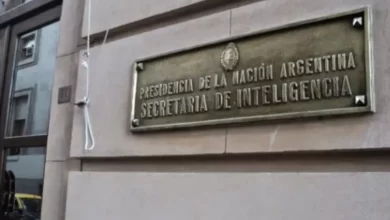 PRESIDENCIA DE LA NACIÓN ARGENTINA
SECRETARIA DE INTELIGENCIA